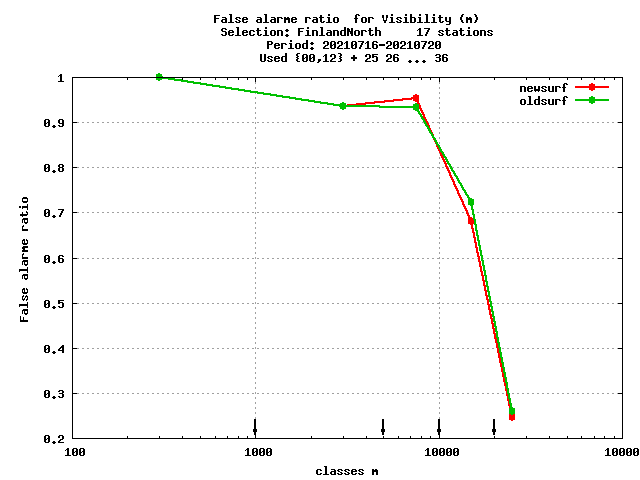 False alarme ratio  for Visibility (m)
Selection: FinlandNorth     17 stations
Period: 20210716-20210720
Used {00,12} + 25 26 ... 36
newsurf
oldsurf
1
0.9
0.8
0.7
0.6
0.5
0.4
0.3
0.2
False alarme ratio
100
1000
10000
10000
classes m